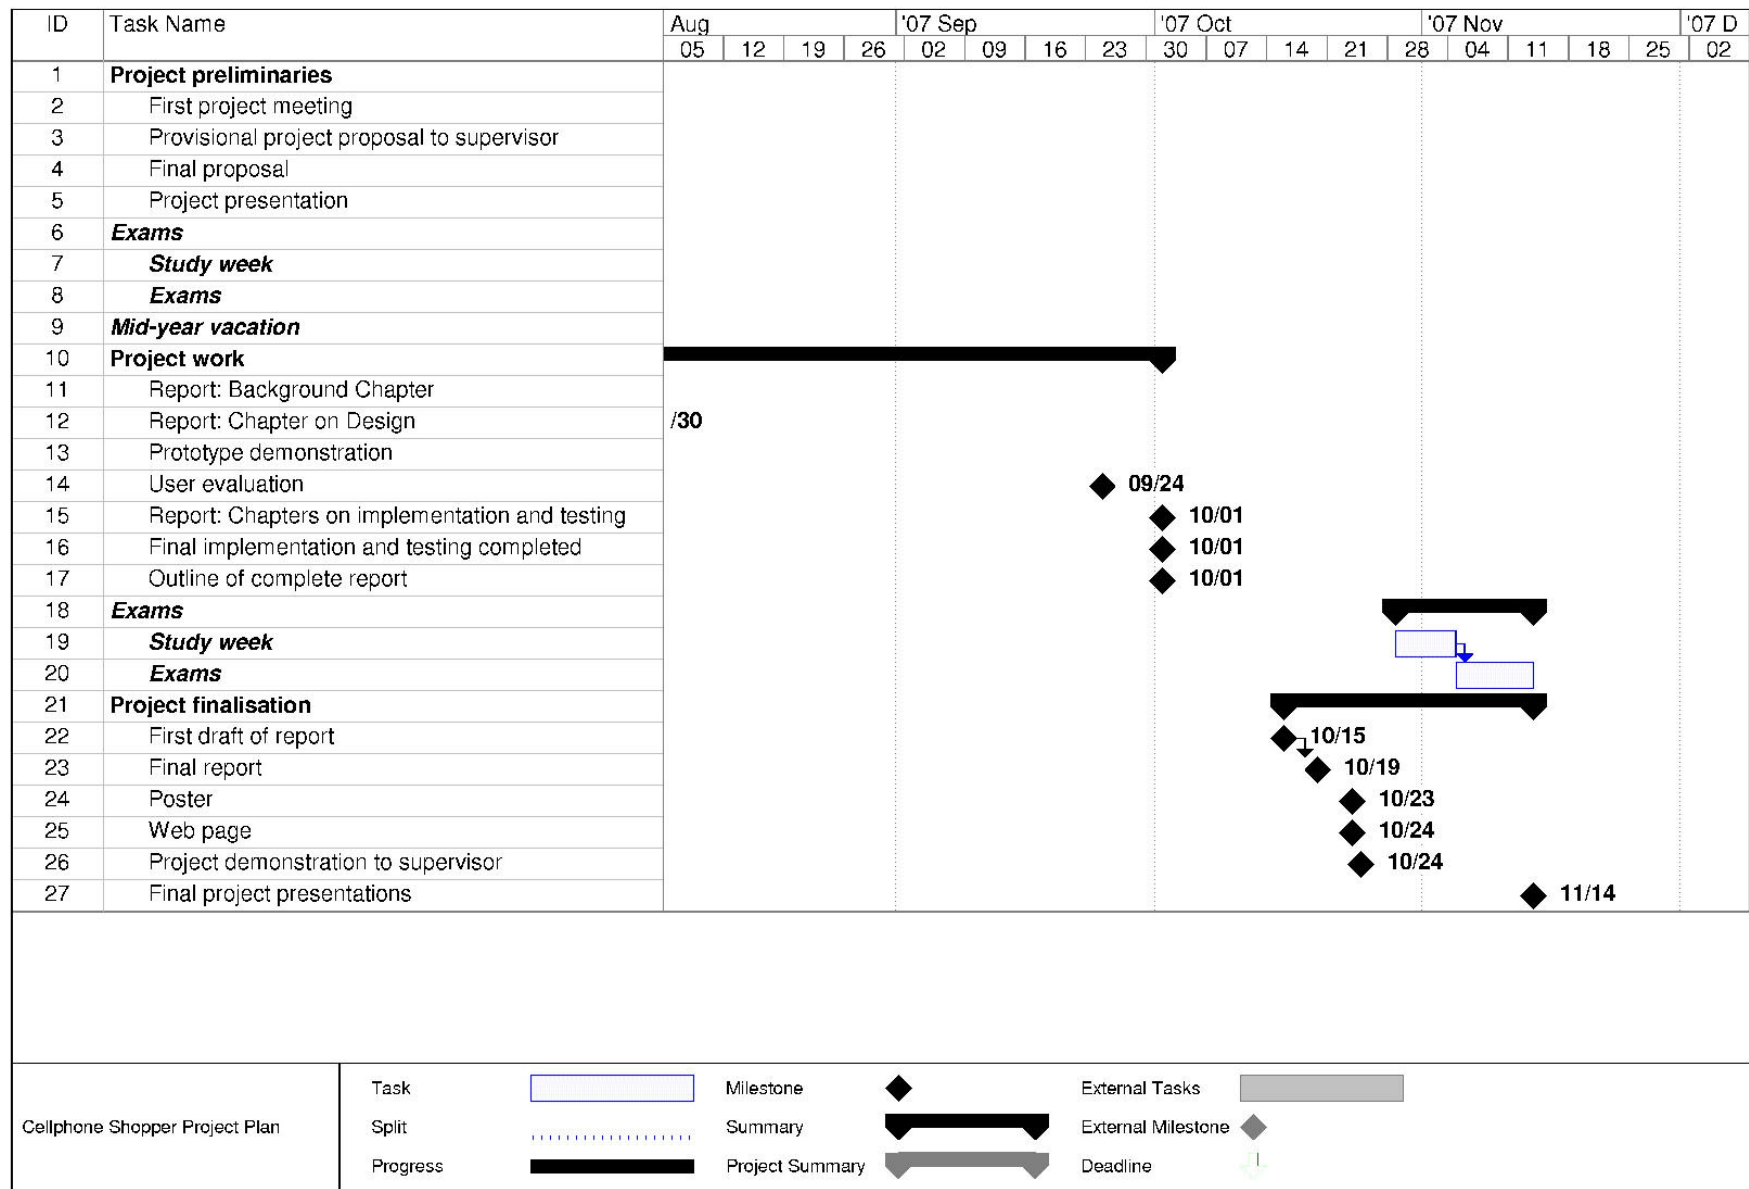 ID Task Name Aug '07 Sep '07 Oct '07 Nov '07 D
05 12 19 26 02 09 16 23 30 07 14 21 28 04 11 18 25 02
1 Project preliminaries
2 First project meeting
3 Provisional project proposal to supervisor
4 Final proposal
5 Project presentation
6 Exams
7 Study week
8 Exams
9 Mid-year vacation
10 Project work
11 Report: Background Chapter
12 Report: Chapter on Design /30
13 Prototype demonstration
14 User evaluation 09/24
15 Report: Chapters on implementation and testing 10/01
16 Final implementation and testing completed 10/01
17 Outline of complete report 10/01
18 Exams
19 Study week
20 Exams
21 Project finalisation
22 First draft of report 10/15
23 Final report 10/19
24 Poster 10/23
25 Web page 10/24
26 Project demonstration to supervisor 10/24
27 Final project presentations 11/14
Task Milestone External Tasks
Cellphone Shopper Project Plan Split Summary External Milestone
Progress Project Summary Deadline